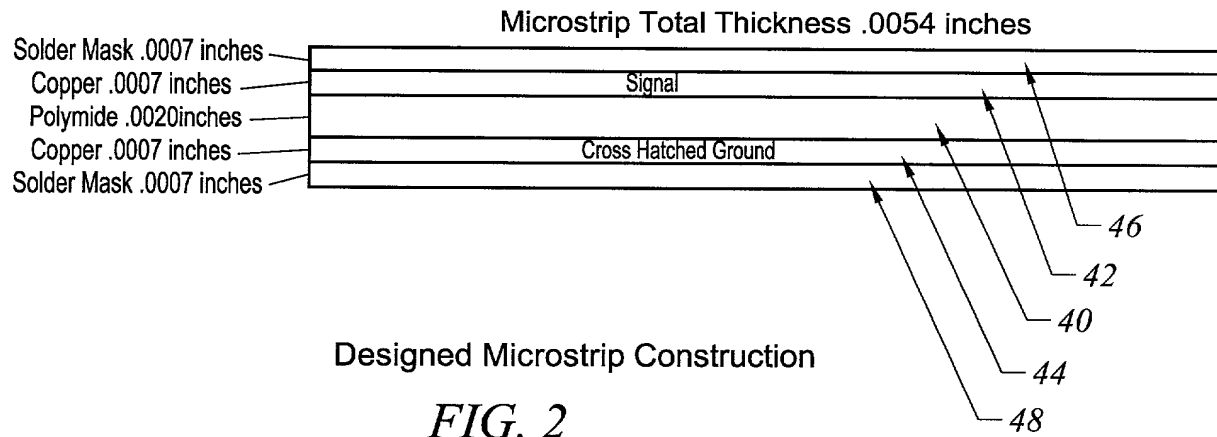 Microstrip Total Thickness .0054 inches
Solder Mask .0007 inches
Copper .0007 inches
Signal
Polymide .0020inches
Copper .0007 inches
Cross Hatched Ground
Solder Mask .0007 inches
46
42
40
44
48
Designed Microstrip Construction
FIG. 2